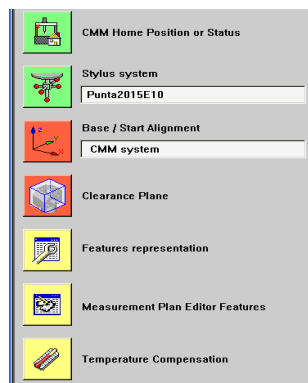 CMM Home Position or Status
Stylus system
Punta2015E10
Base / Start Alignment
CMM system
Clearance Plane
Features representation
Measurement Plan Editor Features
Temperature Compensation